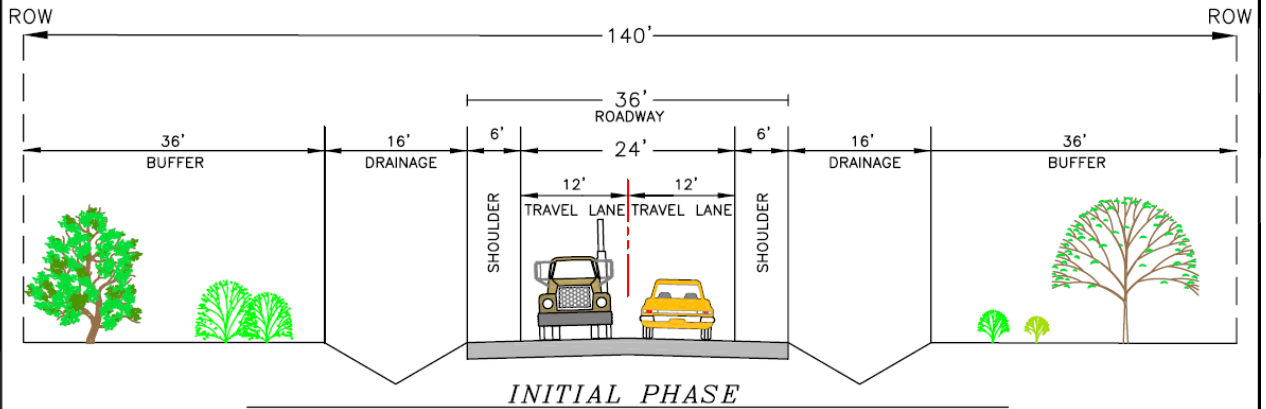 ROW ROW
140'
36'
ROADWAY
36' 16' 6' 24' 6' 16' 36'
BUFFER DRAINAGE DRAINAGE BUFFER
12' 12'
TRAVEL LANE TRAVEL LANE
SHOULDER
SHOULDER
INITIAL PHASE